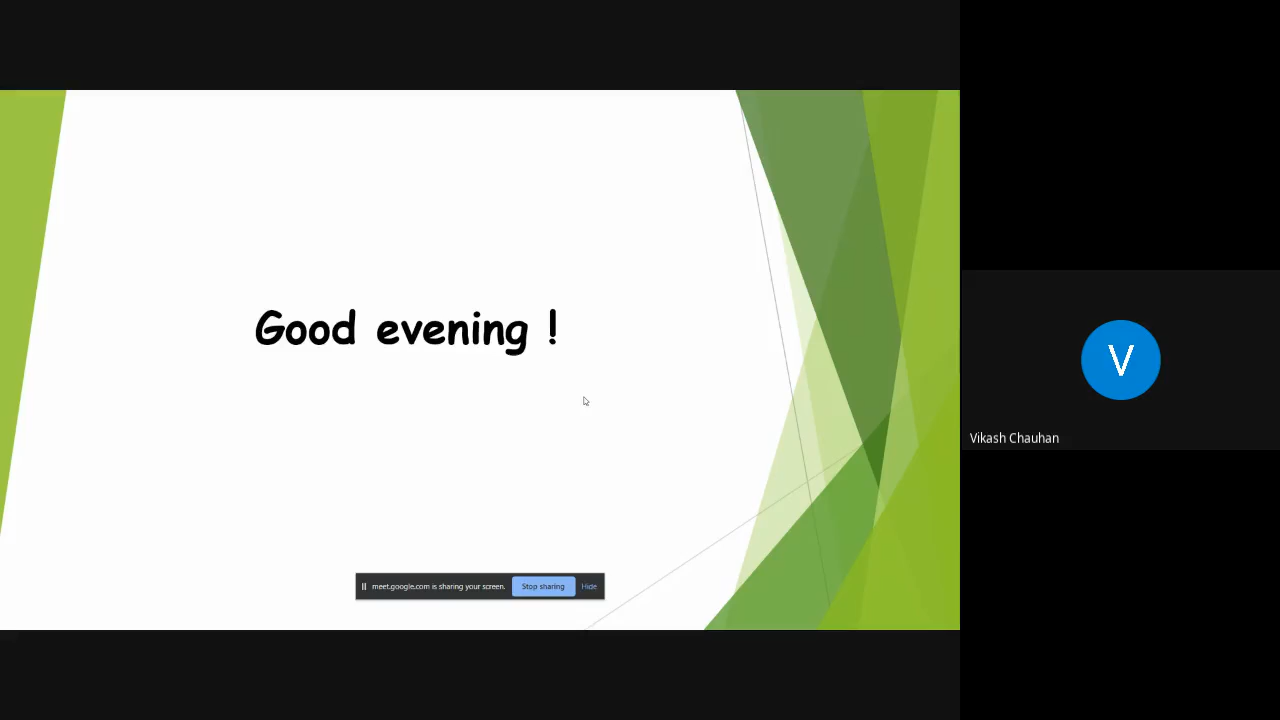 Good evening !
meet.google.com is sharing your screen. Stop sharing Hide
V
Vikash Chauhan